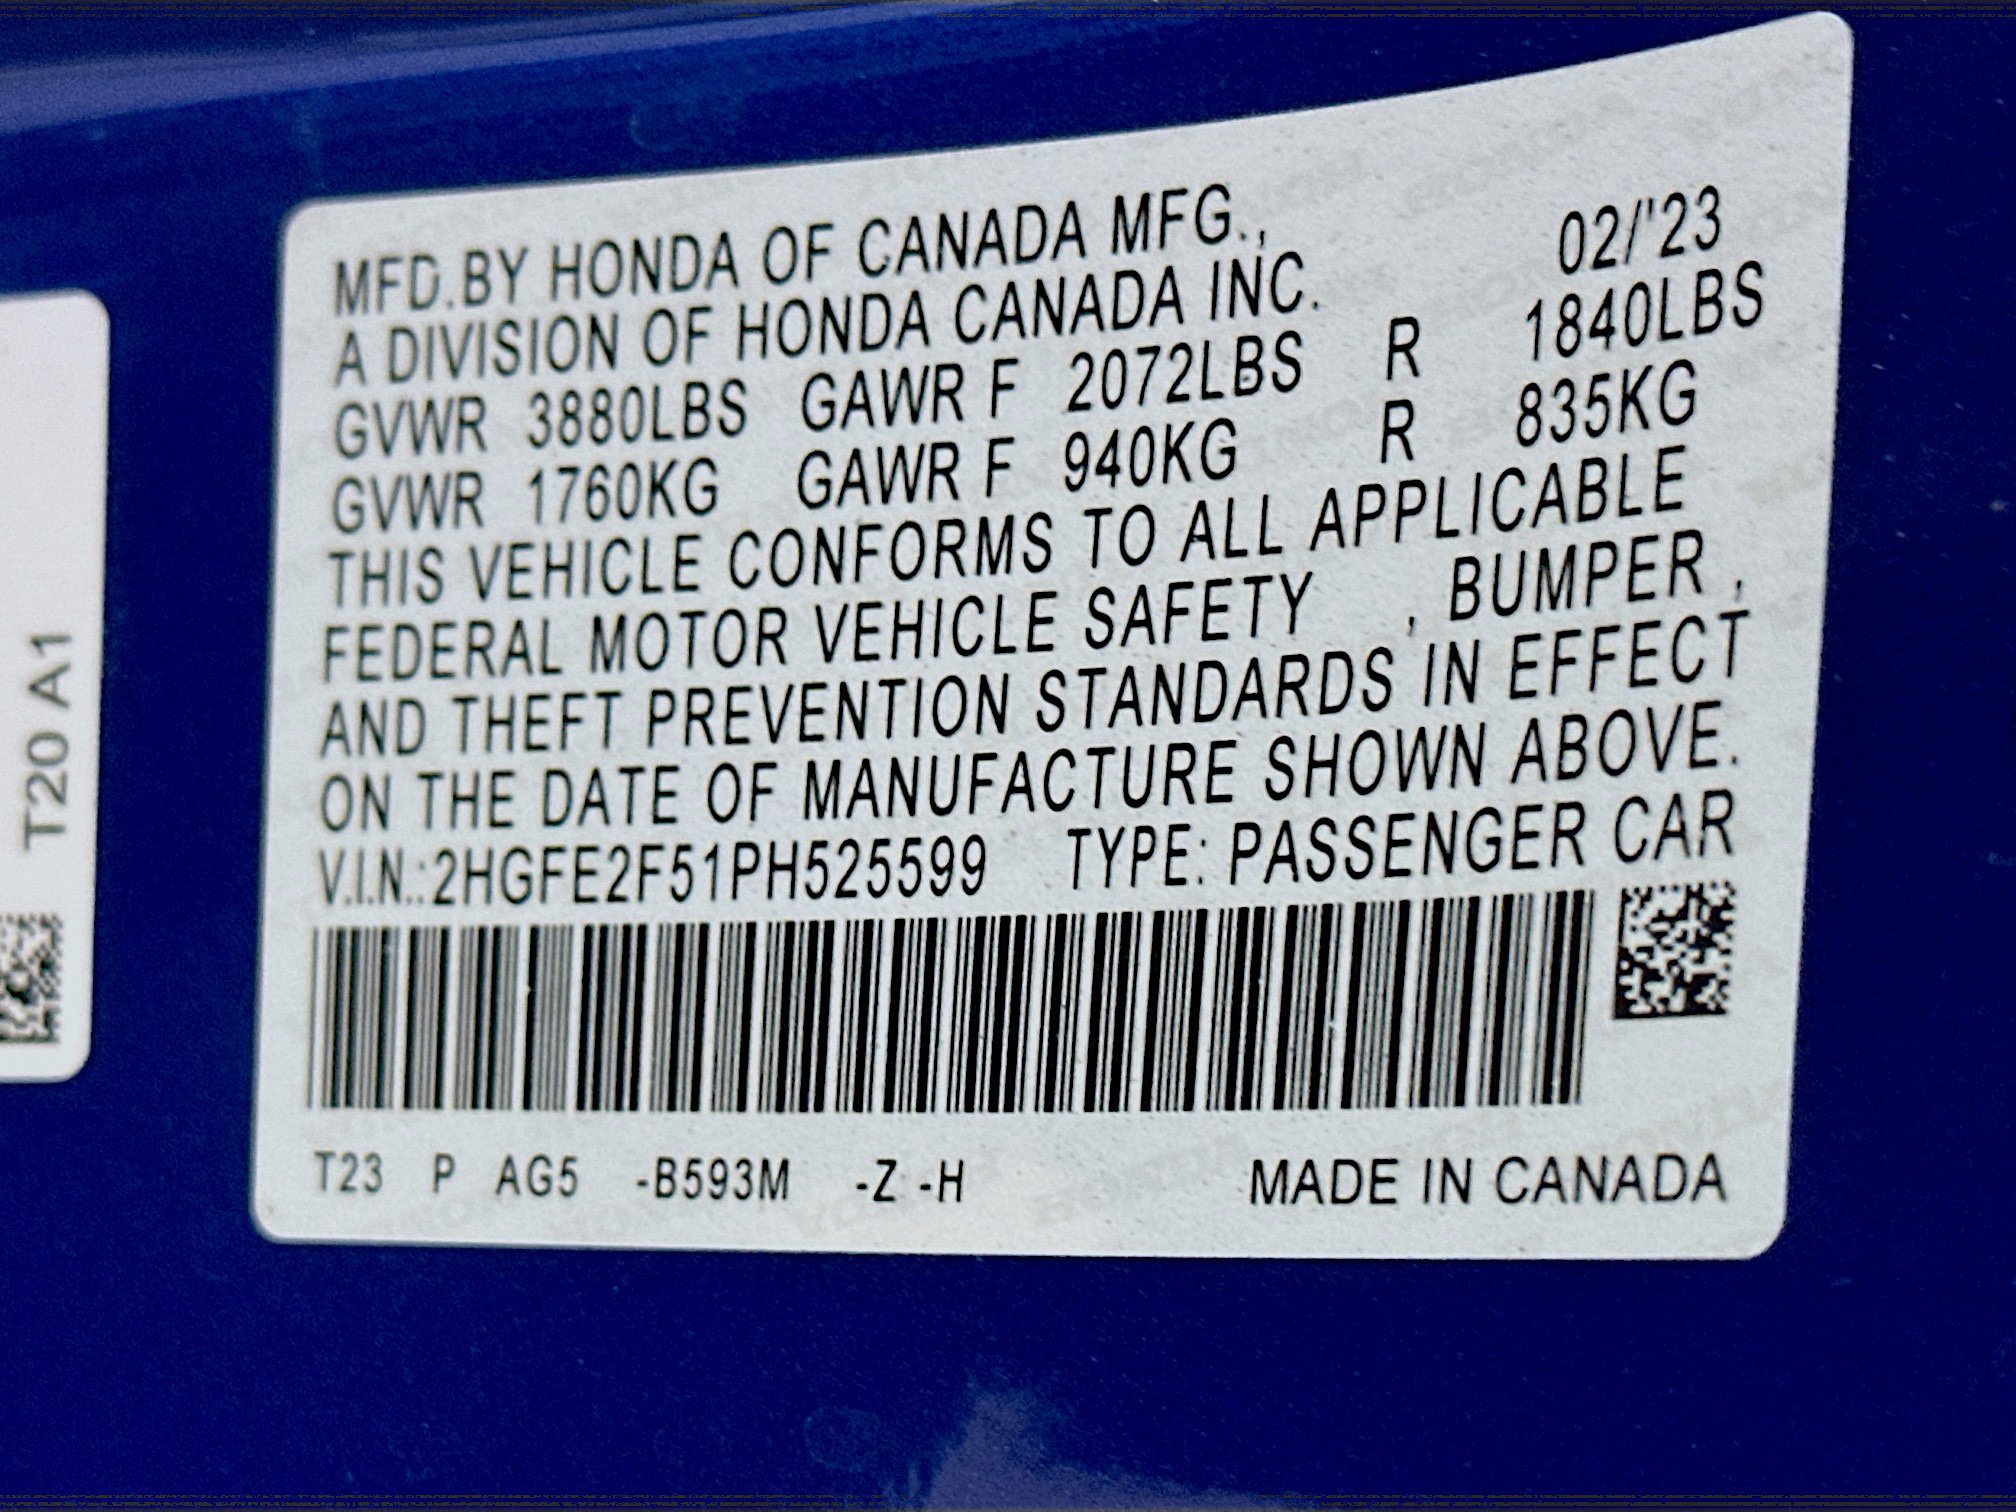 MFD.BY HONDA OF CANADA MFG., 02/'23
A DIVISION OF HONDA CANADA INC.
GVWR 3880LBS GAWR F 2072LBS R 1840LBS
GVWR 1760KG GAWR F 940KG R 835KG
THIS VEHICLE CONFORMS TO ALL APPLICABLE
FEDERAL MOTOR VEHICLE SAFETY , BUMPER ,
AND THEFT PREVENTION STANDARDS IN EFFECT
ON THE DATE OF MANUFACTURE SHOWN ABOVE.
V.I.N.:2HGFE2F51PH525599 TYPE: PASSENGER CAR
T23 P AG5 -B593M -Z -H MADE IN CANADA
T20 A1